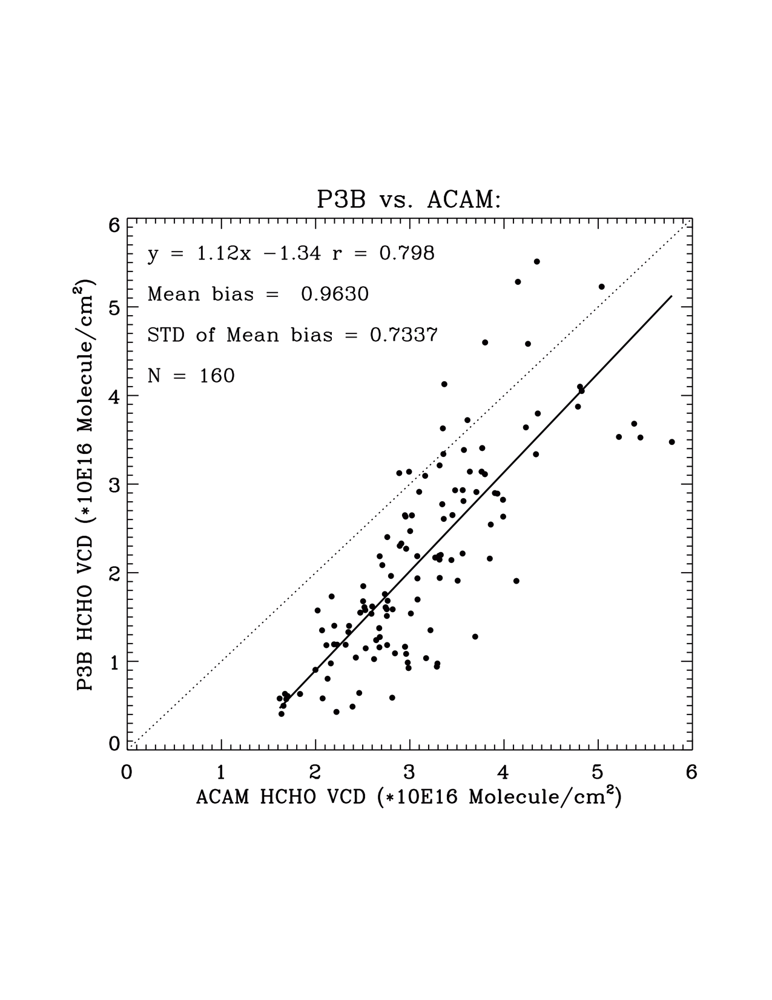 P3B vs. ACAM:
y = 1.12x −1.34 r = 0.798
Mean bias = 0.9630
STD of Mean bias = 0.7337
N = 160
P3B HCHO VCD (*10E16 Molecule/cm²)
6
5
4
3
2
1
0
0 1 2 3 4 5 6
ACAM HCHO VCD (*10E16 Molecule/cm²)